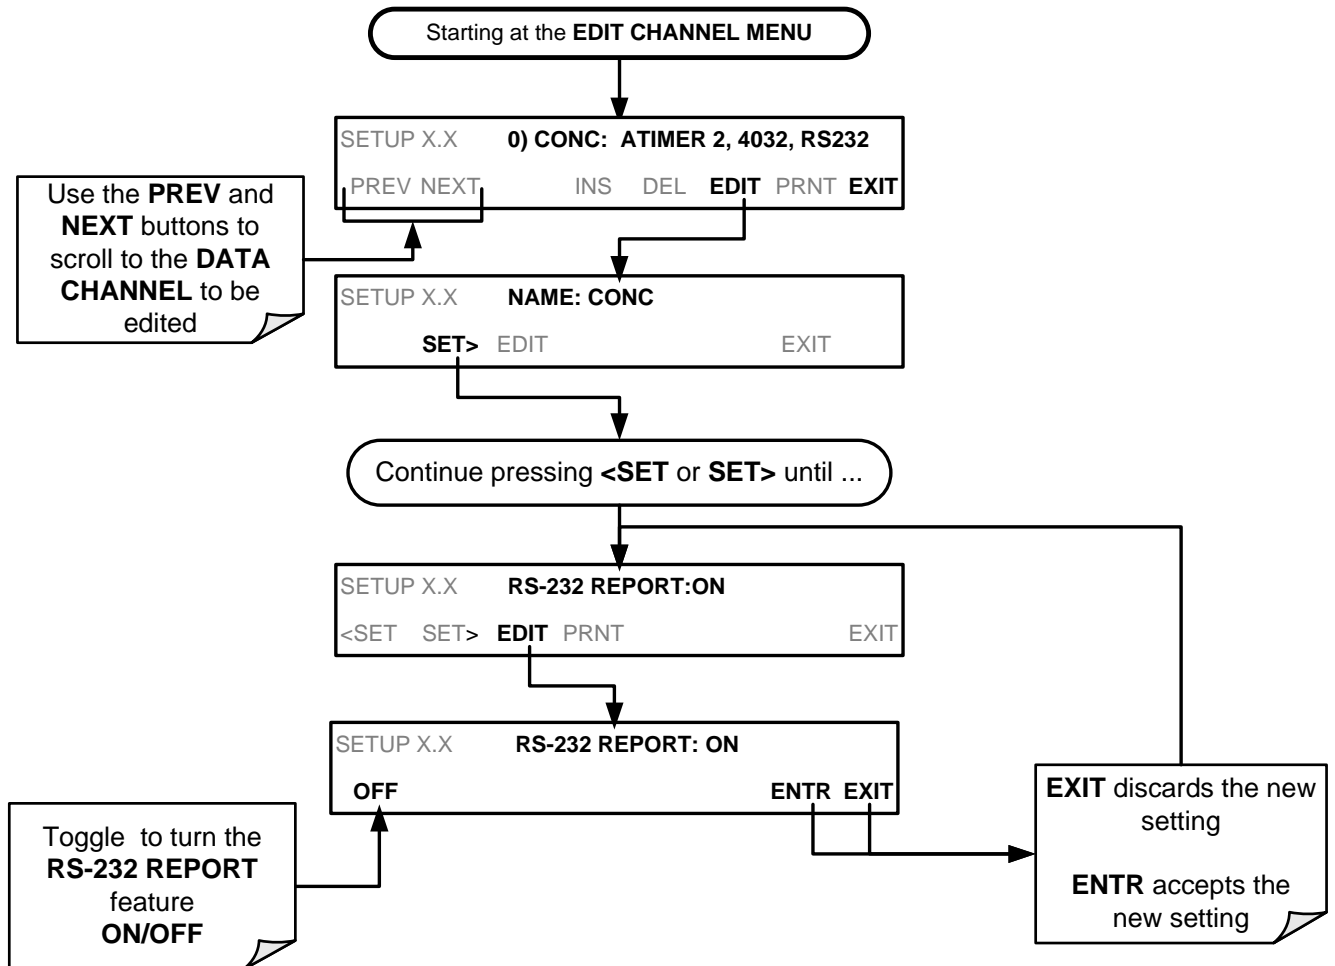 Starting at the EDIT CHANNEL MENU
SETUP X.X 0) CONC: ATIMER 2, 4032, RS232
PREV NEXT INS DEL EDIT PRNT EXIT
Use the PREV and
NEXT buttons to
scroll to the DATA
CHANNEL to be
edited
SETUP X.X NAME: CONC
SET> EDIT EXIT
Continue pressing <SET or SET> until ...
SETUP X.X RS-232 REPORT:ON
<SET SET> EDIT PRNT EXIT
SETUP X.X RS-232 REPORT: ON
OFF ENTR EXIT
Toggle to turn the
RS-232 REPORT
feature
ON/OFF
EXIT discards the new
setting
ENTR accepts the
new setting